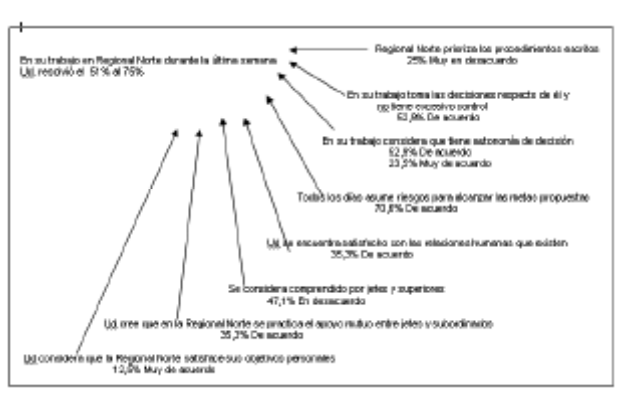 En su trabajo en Regional Norte durante la última semana
Ud. resolvió el 51% al 75%
Regional Norte prioriza los procedimientos escritos
25% Muy en desacuerdo
En su trabajo toma las decisiones respecto de él y
no tiene excesivo control
52,9% De acuerdo
En su trabajo considera que tiene autonomía de decisión
52,9% De acuerdo
23,5% Muy de acuerdo
Todos los días asume riesgos para alcanzar las metas propuestas
70,6% De acuerdo
Ud. se encuentra satisfecho con las relaciones humanas que existen
35,3% De acuerdo
Se considera comprendido por jefes y superiores
47,1% En desacuerdo
Ud. cree que en la Regional Norte se practica el apoyo mutuo entre jefes y subordinados
De acuerdo
Ud considera que la Regional Norte satisface sus objetivos personales
Muy de acuerdo